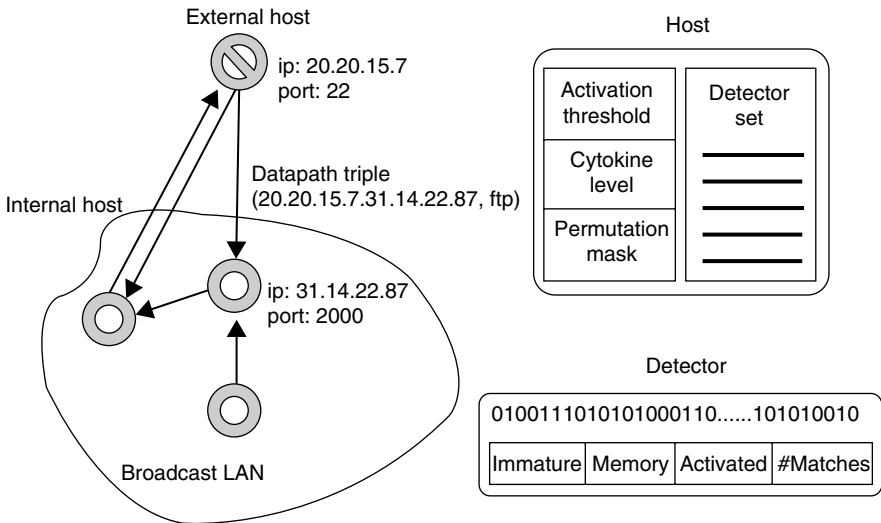 External host
ip: 20.20.15.7
port: 22
Datapath triple
(20.20.15.7.31.14.22.87, ftp)
Internal host
ip: 31.14.22.87
port: 2000
Broadcast LAN
Host
Activation
threshold
Cytokine
level
Permutation
mask
Detector
set
Detector
0100111010101000110......101010010
Immature
Memory
Activated
#Matches